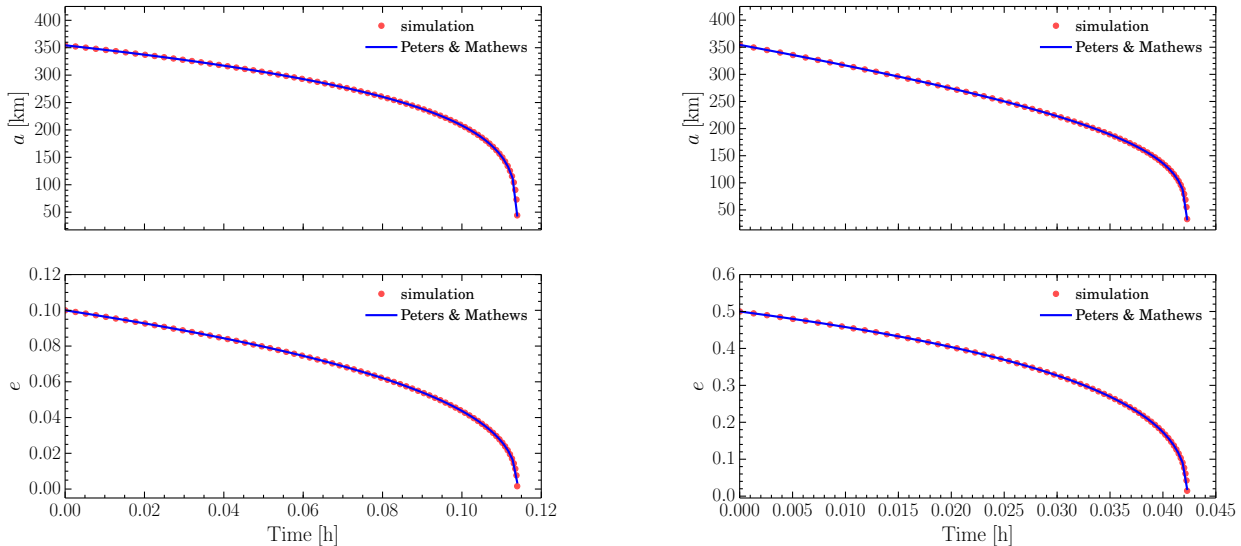 400
350
300
250
200
150
100
50
a [km]
simulation
Peters & Mathews
400
350
300
250
200
150
100
50
a [km]
simulation
Peters & Mathews
0.12
0.10
0.08
0.06
0.04
0.02
0.00
e
simulation
Peters & Mathews
0.00 0.02 0.04 0.06 0.08 0.10 0.12
Time [h]
0.6
0.5
0.4
0.3
0.2
0.1
0.0
e
simulation
Peters & Mathews
0.000 0.005 0.010 0.015 0.020 0.025 0.030 0.035 0.040 0.045
Time [h]